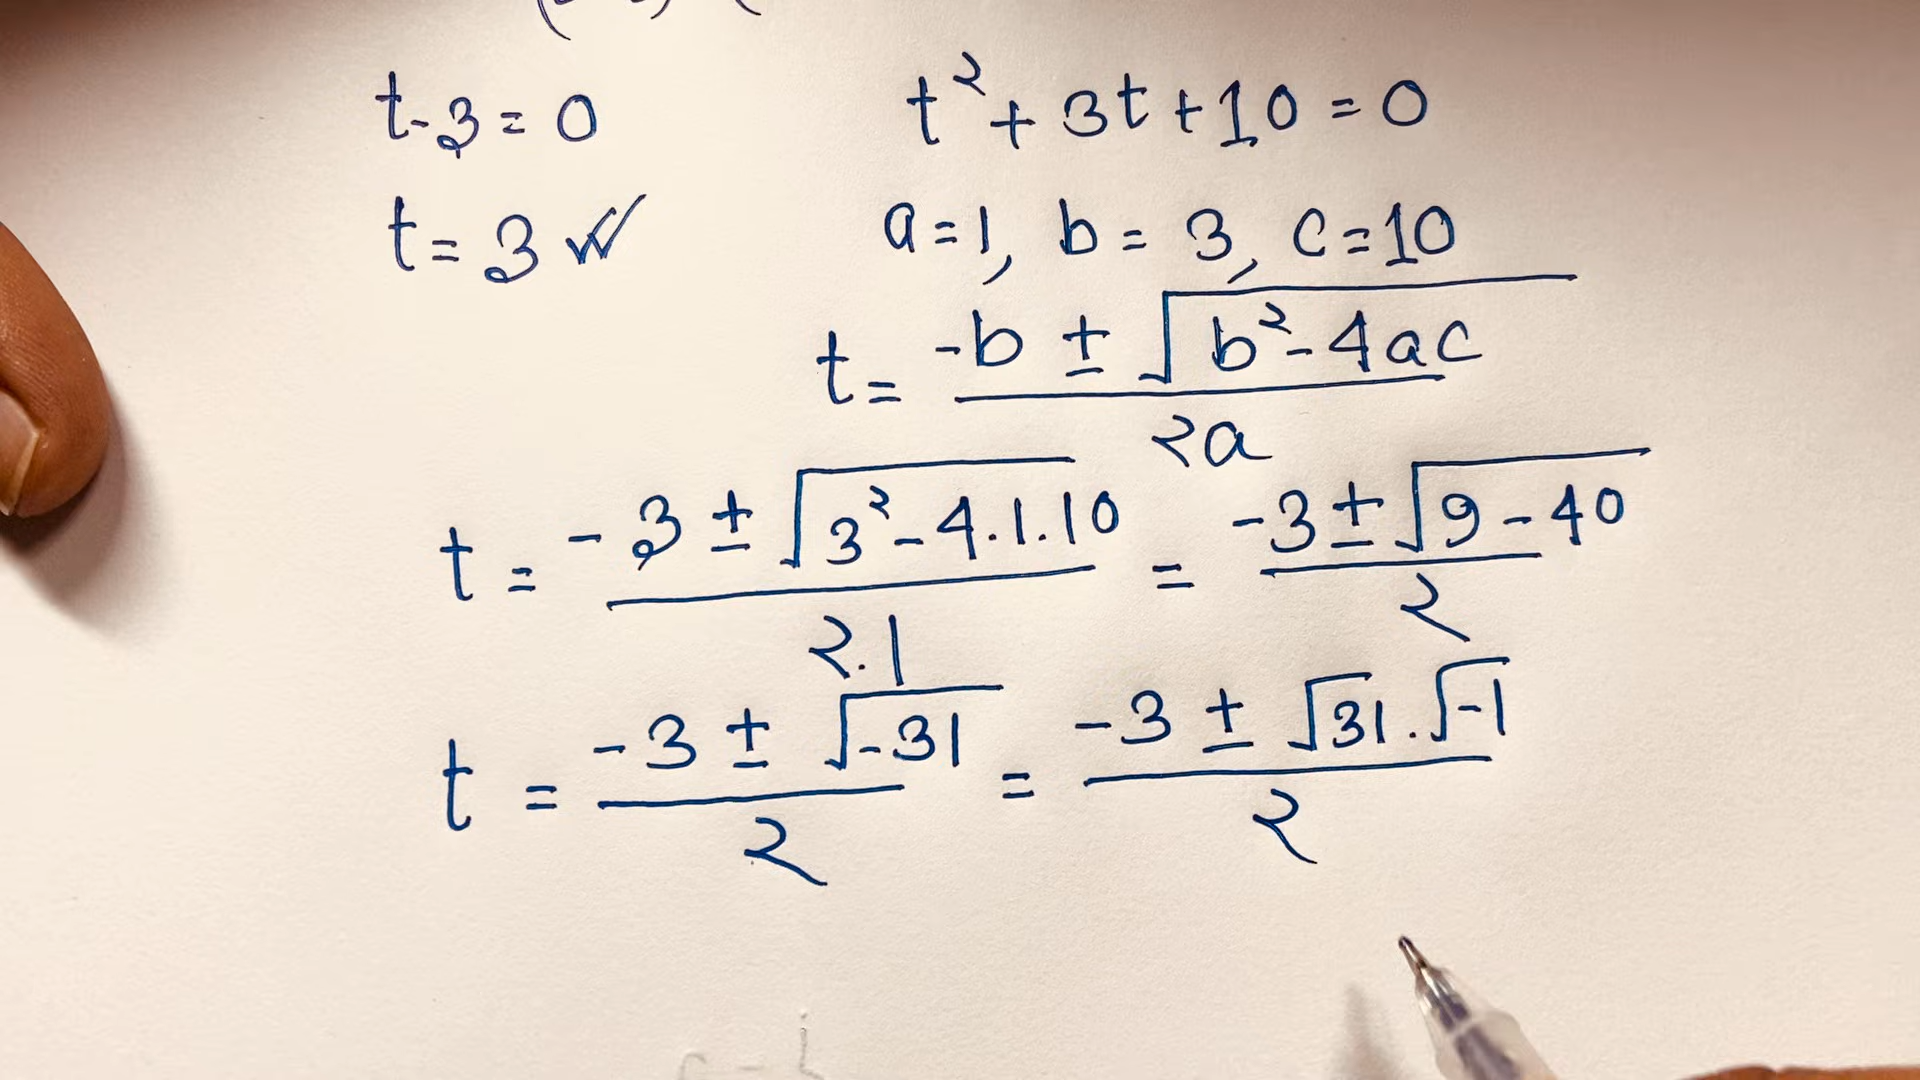 t-3=0 t²+3t+10=0
t=3 a=1, b=3, c=10
t= -b ± √(b²-4ac) / 2a
t= -3 ± √(3²-4.1.10) / 2.1 = -3±√(9-40) / 2
t = -3 ± √(-31) / 2 = -3 ± √31.√-1 / 2